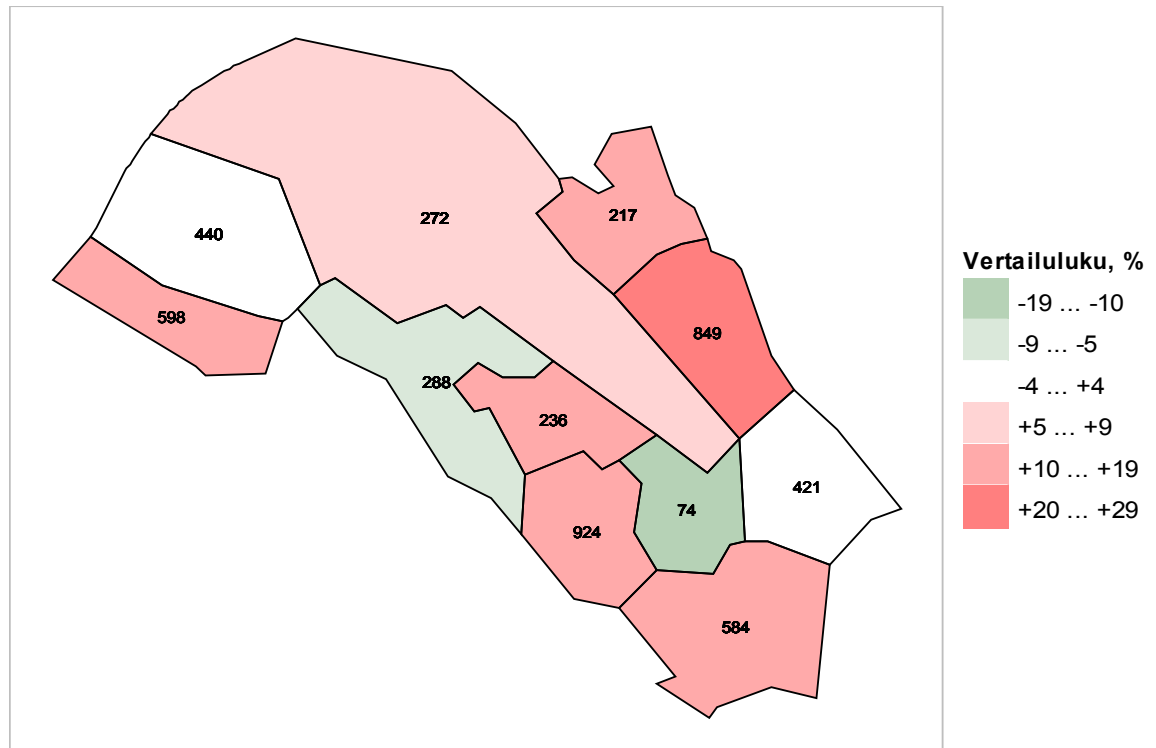 217
272
440
598
849
288
236
421
74
924
584
Vertailuluku, %
-19 ... -10
-9 ... -5
-4 ... +4
+5 ... +9
+10 ... +19
+20 ... +29